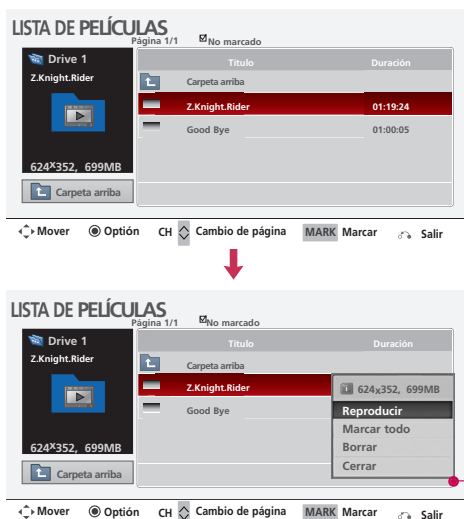 LISTA DE PELÍCULAS
Página 1/1 No marcado
Drive 1
Z.Knight.Rider
624x352, 699MB
Carpeta arriba
Título Duración
Carpeta arriba
Z.Knight.Rider 01:19:24
Good Bye 01:00:05
Mover Optión CH Cambio de página MARK Marcar Salir
LISTA DE PELÍCULAS
Página 1/1 No marcado
Drive 1
Z.Knight.Rider
624x352, 699MB
Carpeta arriba
Título Duración
Carpeta arriba
Z.Knight.Rider
Good Bye
624x352, 699MB
Reproducir
Marcar todo
Borrar
Cerrar
Mover Optión CH Cambio de página MARK Marcar Salir